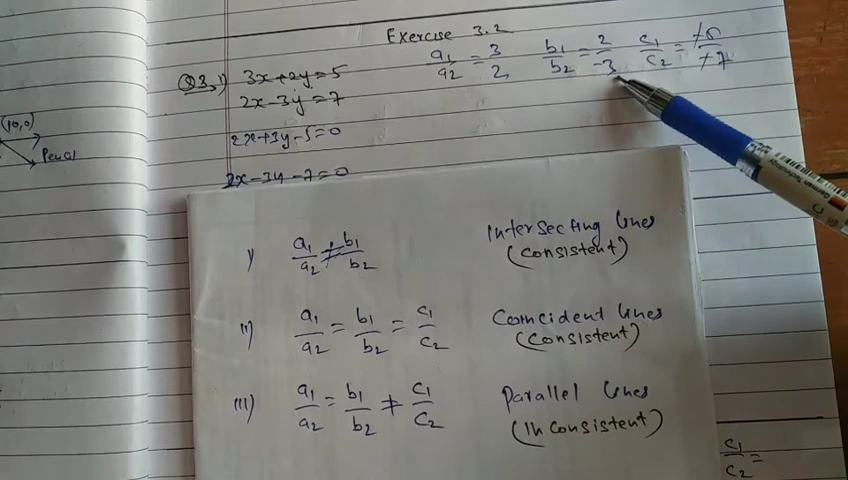 Exercise 3.2
Q3, 1) 3x+2y=5
2x-3y=7
2x+3y-5=0
2x-3y-7=0
a1/a2 = 3/2 b1/b2 = 2/-3 c1/c2 = -5/-7
(10,0)
Pencil
i) a1/a2 ≠ b1/b2 Intersecting lines
(consistent)
ii) a1/a2 = b1/b2 = c1/c2 Coincident lines
(consistent)
iii) a1/a2 = b1/b2 ≠ c1/c2 Parallel lines
(Inconsistent)
c1/c2 =